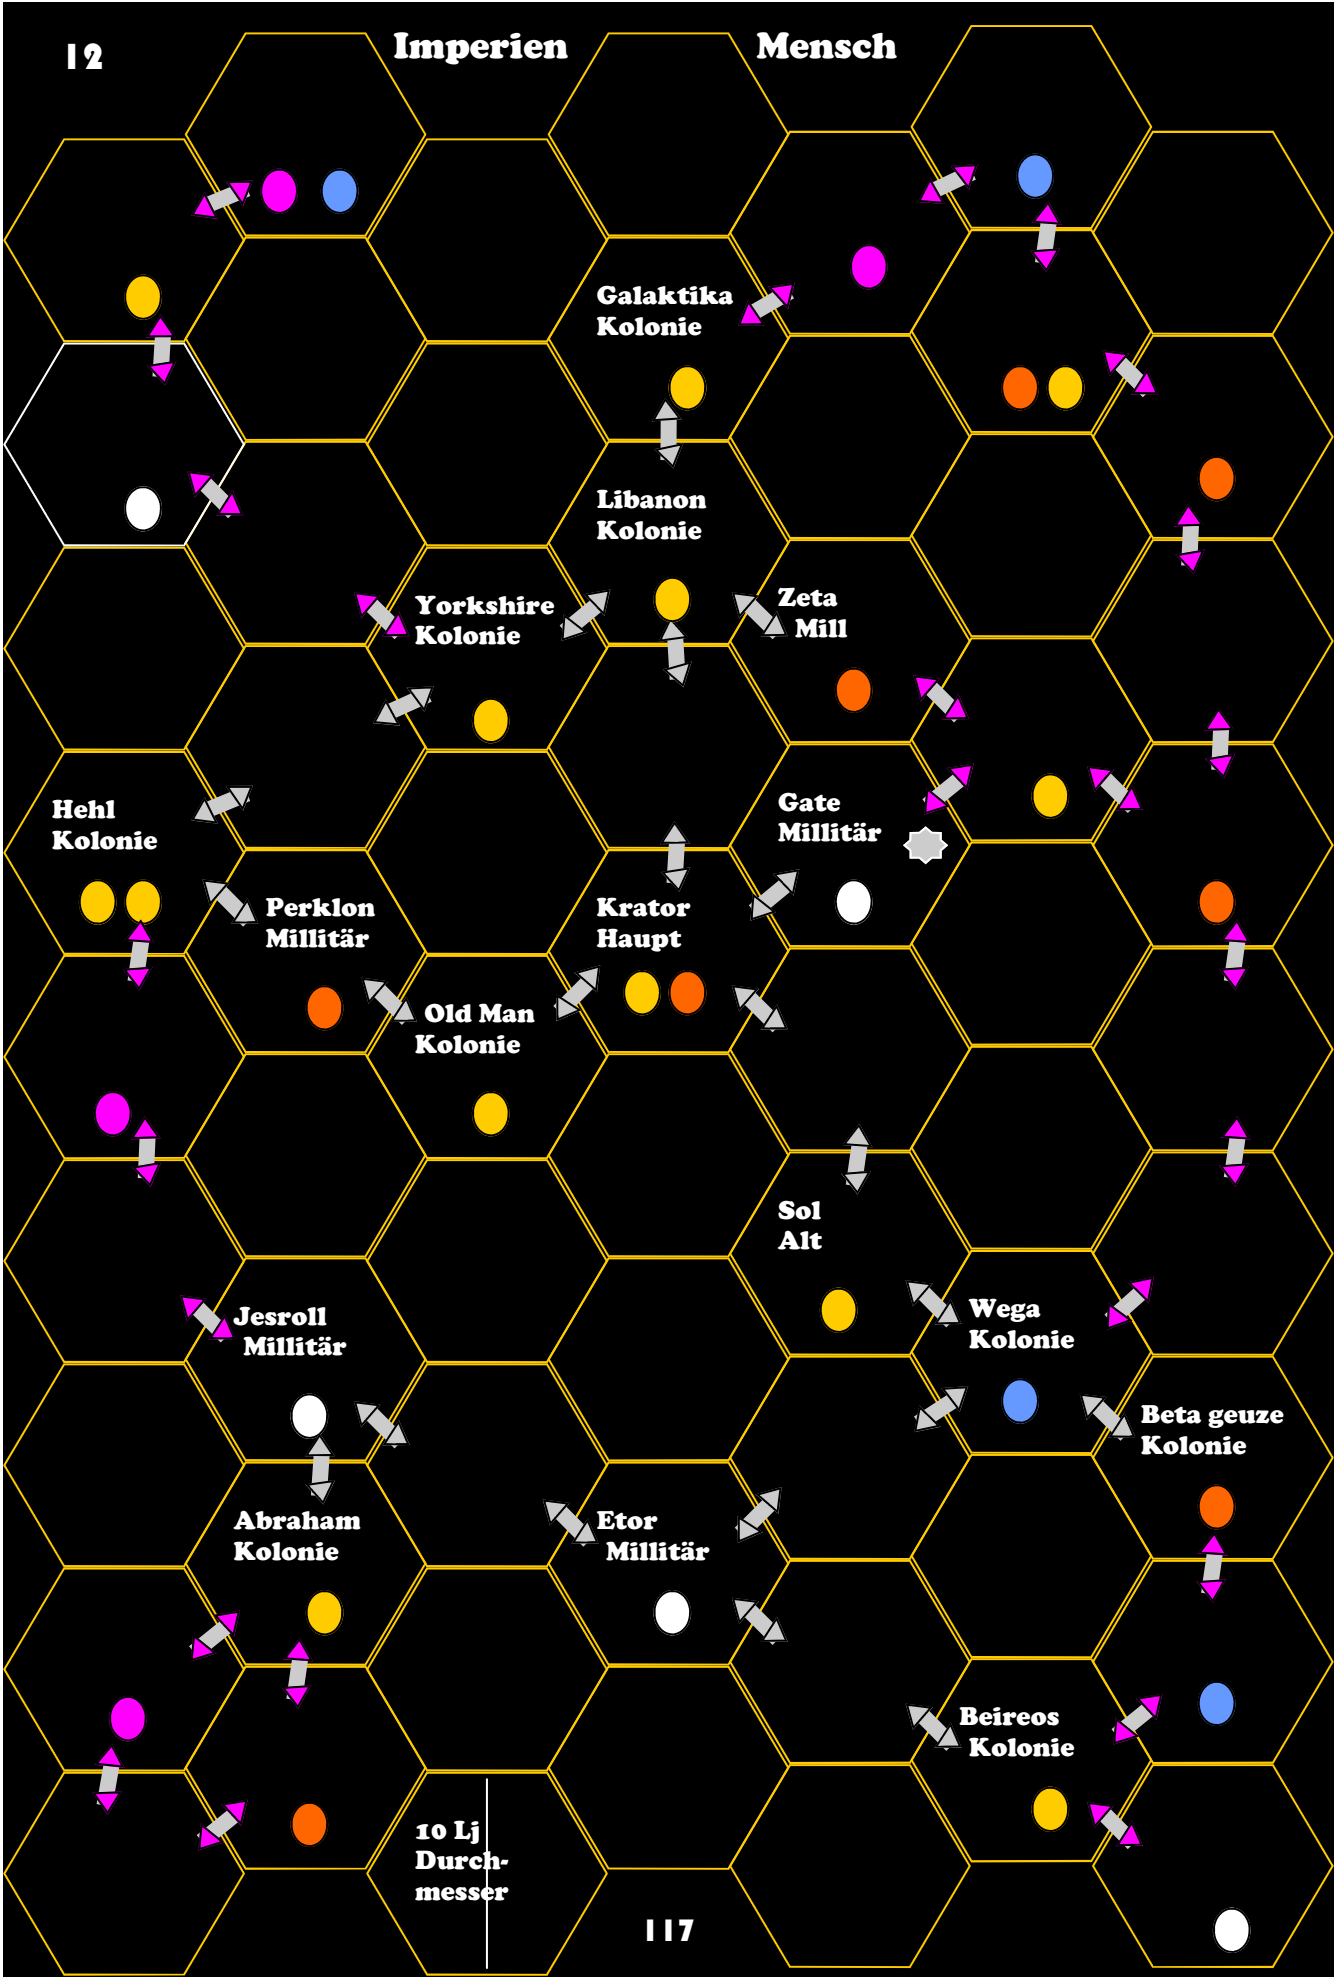 12
Imperien
Mensch
Galaktika
Kolonie
Libanon
Kolonie
Yorkshire
Kolonie
Zeta
Mill
Hehl
Kolonie
Gate
Millitär
Perklon
Millitär
Krator
Haupt
Old Man
Kolonie
Sol
Alt
Jesroll
Millitär
Wega
Kolonie
Beta geuze
Kolonie
Abraham
Kolonie
Etor
Millitär
Beireos
Kolonie
10 Lj
Durch-
messer
117